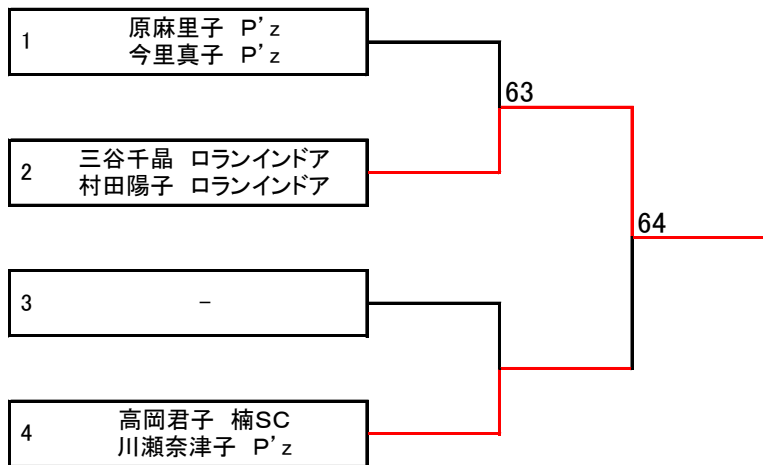 1
原麻里子 P’z
今里真子 P’z
63
2
三谷千晶 ロランインドア
村田陽子 ロランインドア
64
3
－
4
高岡君子 楠SC
川瀬奈津子 P’z